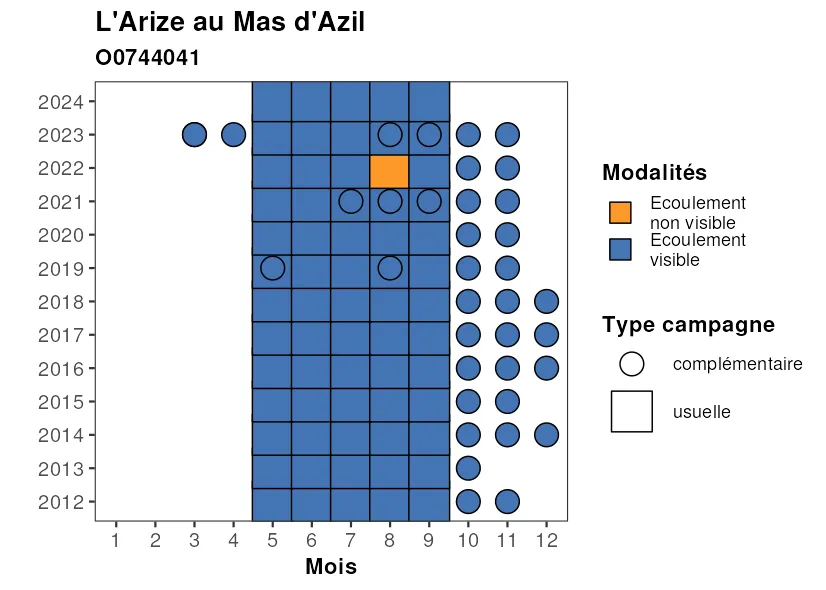 L'Arize au Mas d'Azil
O0744041
2024
2023
2022
2021
2020
2019
2018
2017
2016
2015
2014
2013
2012
1 2 3 4 5 6 7 8 9 10 11 12
Mois
Modalités
Ecoulement
non visible
Ecoulement
visible
Type campagne
complémentaire
usuelle